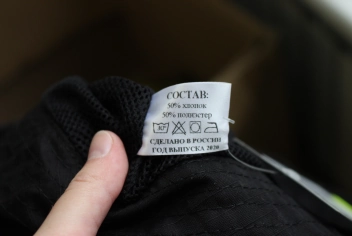 СОСТАВ:
50% хлопок
50% полиэстер
СДЕЛАНО В РОССИИ
ГОД ВЫПУСКА 2020